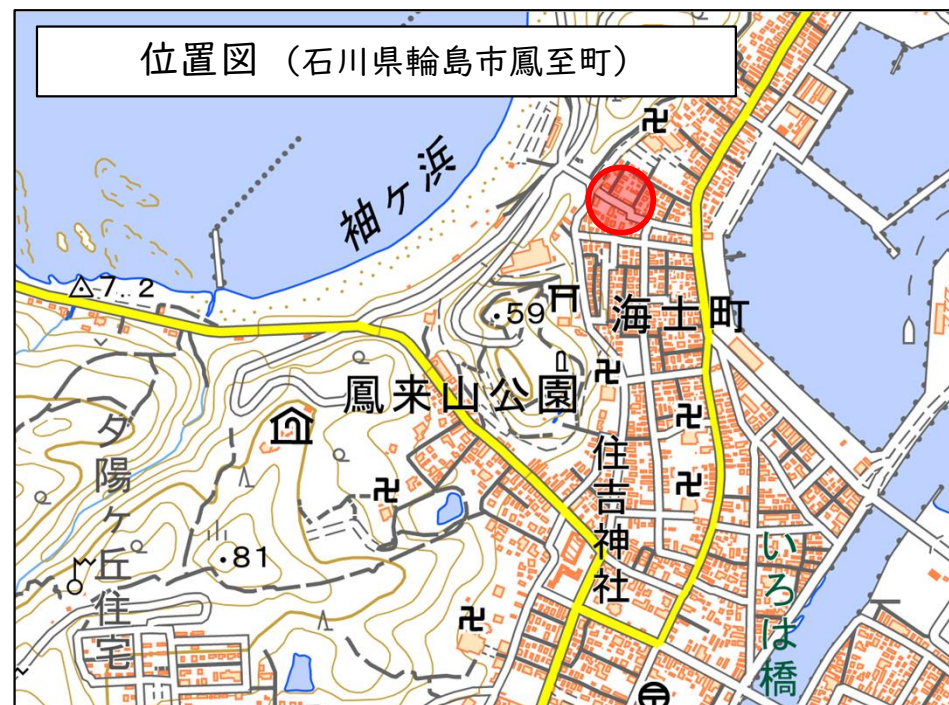 位置図 （石川県輪島市鳳至町）
袖ヶ浜
7.2
59
海士町
鳳来山公園
住吉神社
夕陽ヶ丘住宅
81
いろは橋